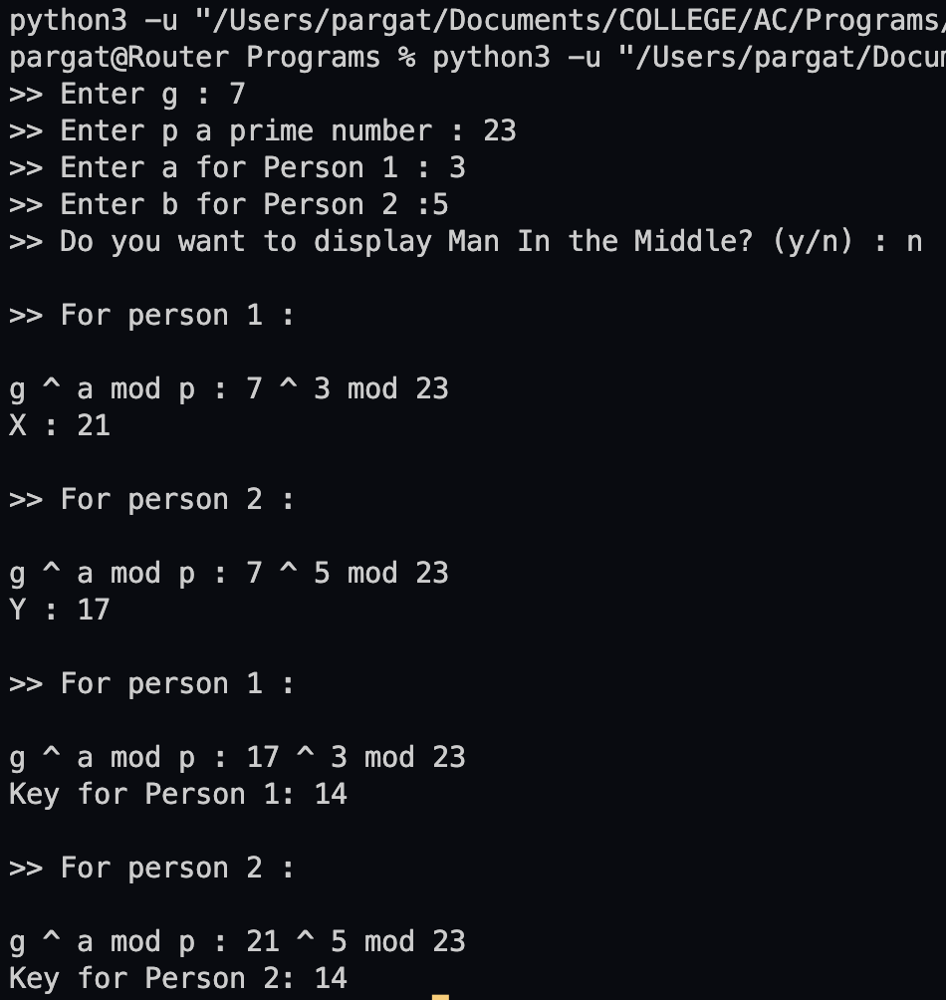 python3 -u "/Users/pargat/Documents/COLLEGE/AC/Programs/
pargat@Router Programs % python3 -u "/Users/pargat/Docum
>> Enter g : 7
>> Enter p a prime number : 23
>> Enter a for Person 1 : 3
>> Enter b for Person 2 :5
>> Do you want to display Man In the Middle? (y/n) : n
>> For person 1 :
g ^ a mod p : 7 ^ 3 mod 23
X : 21
>> For person 2 :
g ^ a mod p : 7 ^ 5 mod 23
Y : 17
>> For person 1 :
g ^ a mod p : 17 ^ 3 mod 23
Key for Person 1: 14
>> For person 2 :
g ^ a mod p : 21 ^ 5 mod 23
Key for Person 2: 14